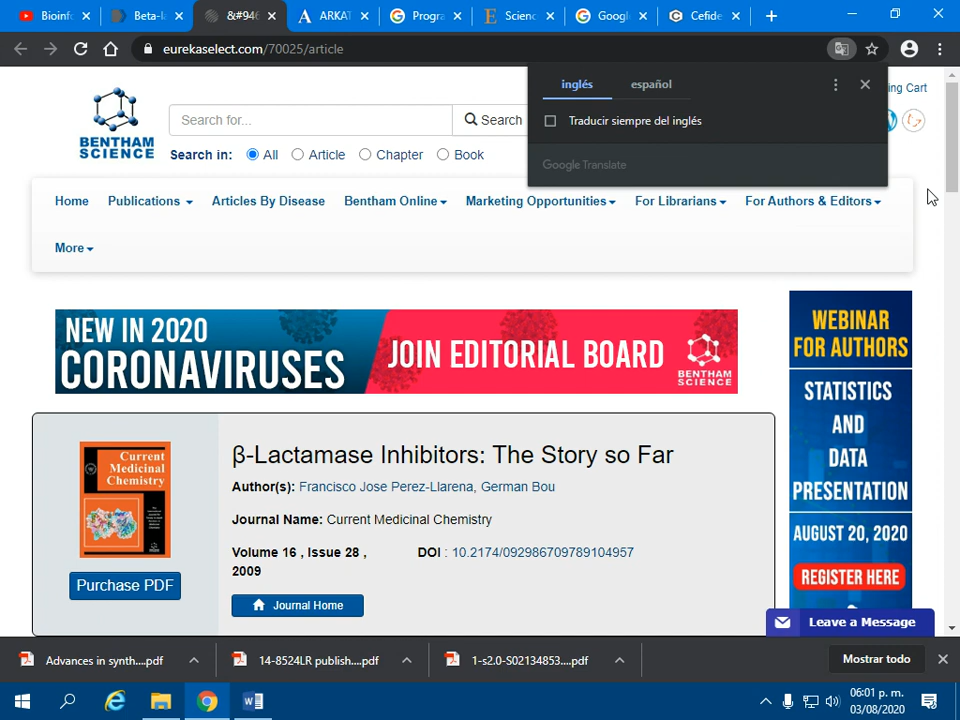 Bioinf
Beta-l
&#946
ARKAT
Progra
Scienc
Googl
Cefide
eurekaselect.com/70025/article
inglés
español
Traducir siempre del inglés
Google Translate
ng Cart
BENTHAM
SCIENCE
Search for...
Search
Search in:
All
Article
Chapter
Book
Home
Publications
Articles By Disease
Bentham Online
Marketing Opportunities
For Librarians
For Authors & Editors
More
NEW IN 2020
CORONAVIRUSES
JOIN EDITORIAL BOARD
BENTHAM
SCIENCE
WEBINAR
FOR AUTHORS
STATISTICS
AND
DATA
PRESENTATION
AUGUST 20, 2020
REGISTER HERE
Current
Medicinal
Chemistry
Purchase PDF
β-Lactamase Inhibitors: The Story so Far
Author(s): Francisco Jose Perez-Llarena, German Bou
Journal Name: Current Medicinal Chemistry
Volume 16 , Issue 28 ,
2009
DOI : 10.2174/092986709789104957
Journal Home
Leave a Message
Advances in synth....pdf
14-8524LR publish....pdf
1-s2.0-S02134853....pdf
Mostrar todo
06:01 p. m.
03/08/2020